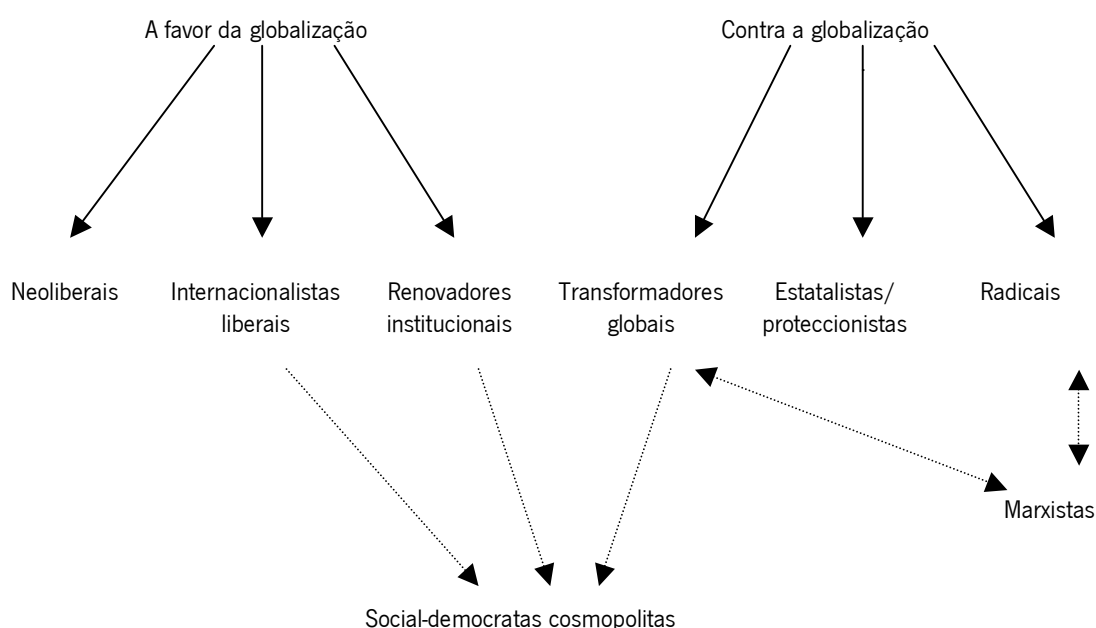 A favor da globalização
Contra a globalização
Neoliberais
Internacionalistas
liberais
Renovadores
institucionais
Transformadores
globais
Estatalistas/
proteccionistas
Radicais
Marxistas
Social-democratas cosmopolitas